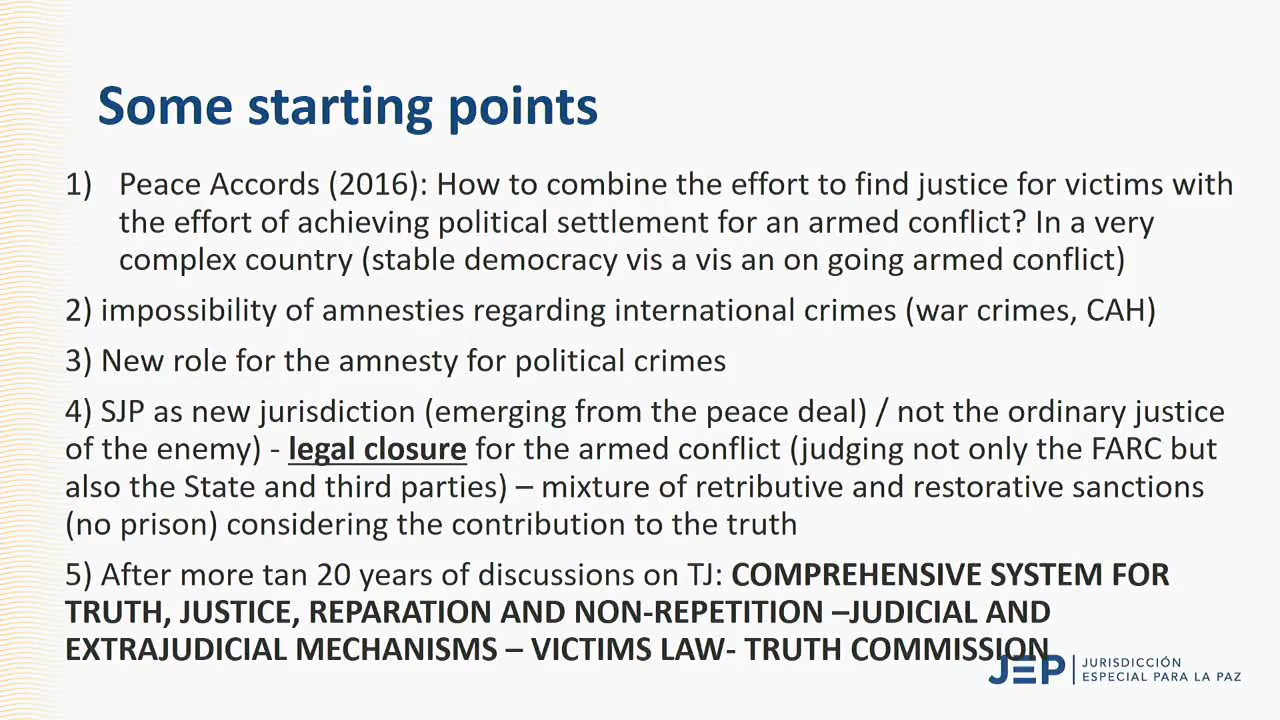 Some starting points
1) Peace Accords (2016): How to combine the effort to find justice for victims with
the effort of achieving political settlement for an armed conflict? In a very
complex country (stable democracy vis a vis an on going armed conflict)
2) impossibility of amnesties regarding international crimes (war crimes, CAH)
3) New role for the amnesty for political crimes
4) SJP as new jurisdiction (emerging from the peace deal) / not the ordinary justice
of the enemy) - legal closure for the armed conflict (judging not only the FARC but
also the State and third parties) – mixture of retributive and restorative sanctions
(no prison) considering the contribution to the truth
5) After more tan 20 years of discussions on TJ: COMPREHENSIVE SYSTEM FOR
TRUTH, JUSTICE, REPARATION AND NON-REPETITION –JUDICIAL AND
EXTRAJUDICIAL MECHANISMS – VICTIMS LAW- TRUTH COMMISSION
JEP JURISDICCIÓN
ESPECIAL PARA LA PAZ